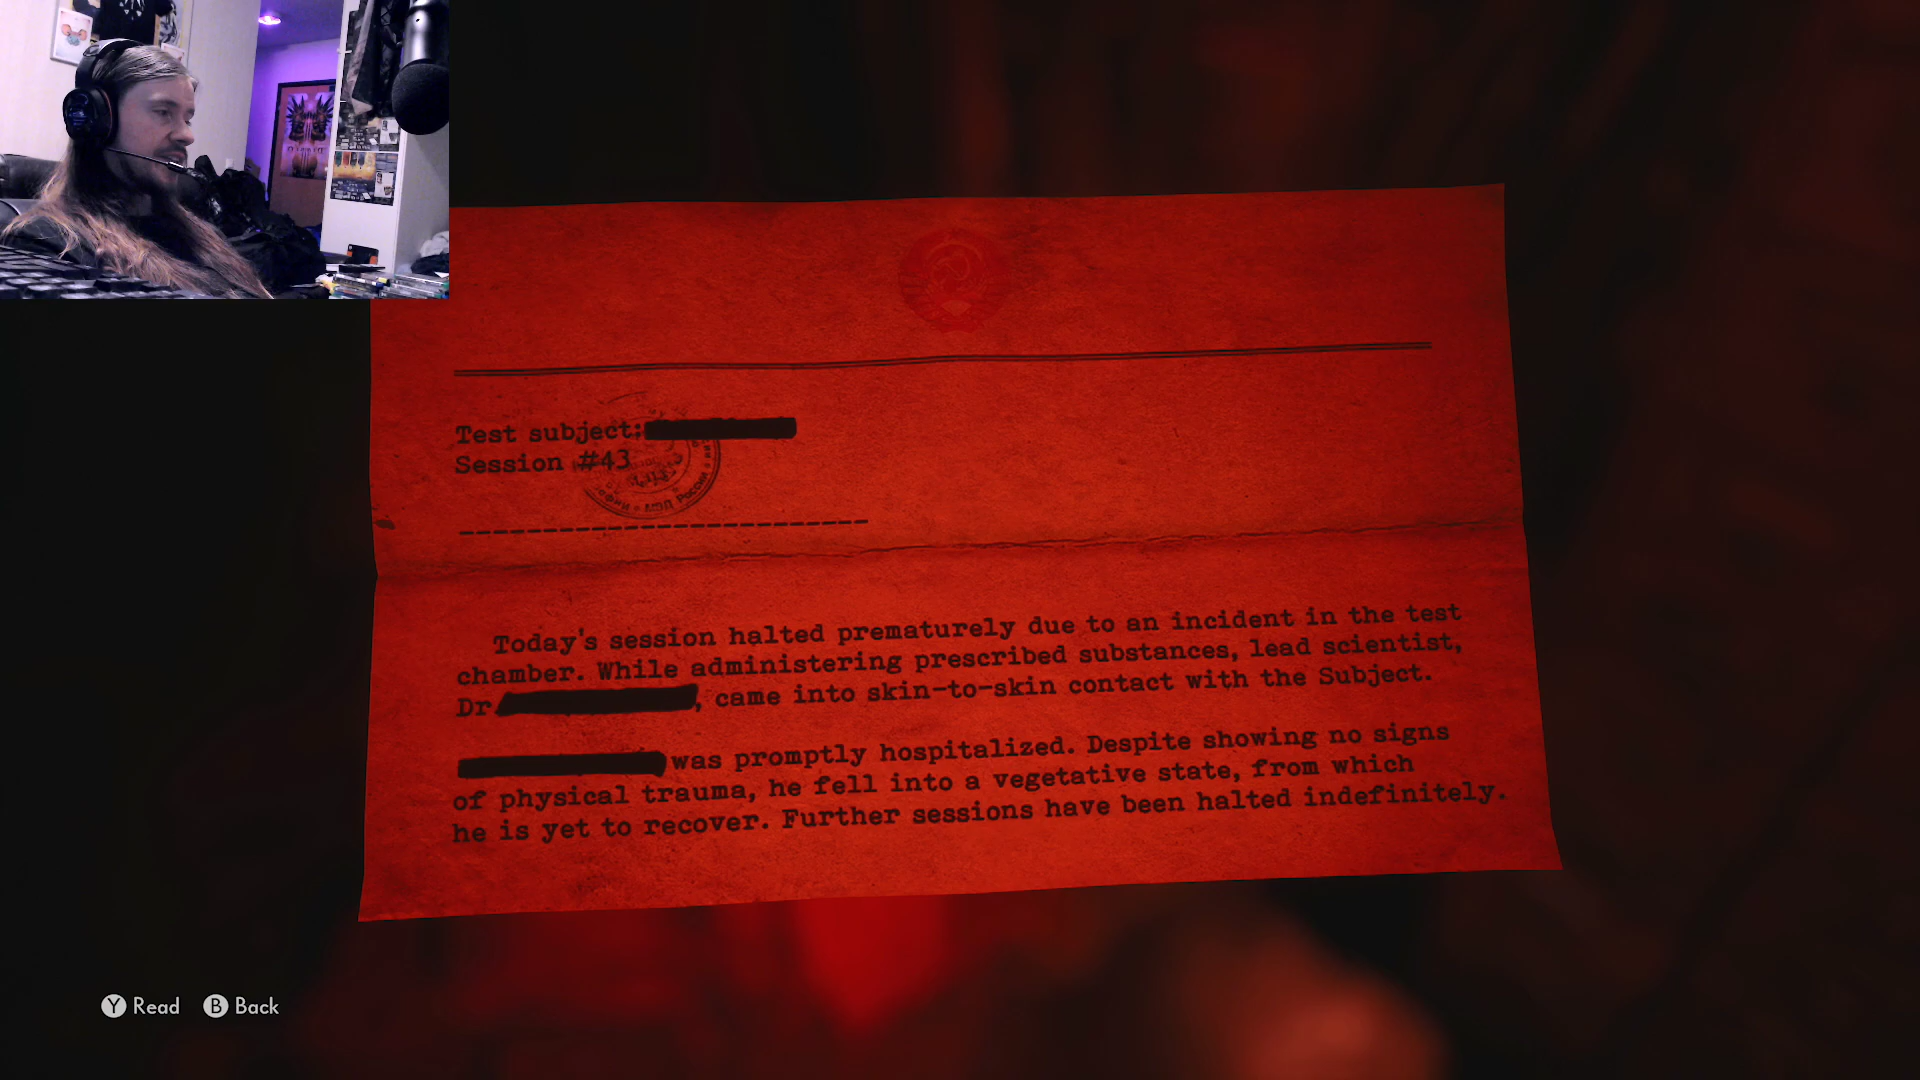 Test subject:
Session #43
МВД России
Today's session halted prematurely due to an incident in the test
chamber. While administering prescribed substances, lead scientist,
Dr , came into skin-to-skin contact with the Subject.
was promptly hospitalized. Despite showing no signs
of physical trauma, he fell into a vegetative state, from which
he is yet to recover. Further sessions have been halted indefinitely.
Y Read B Back